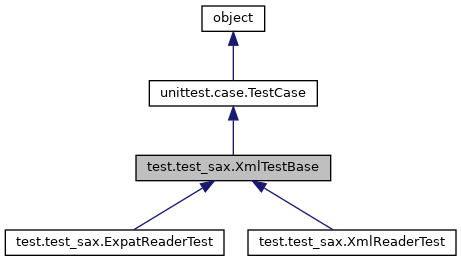 object
unittest.case.TestCase
test.test_sax.XmlTestBase
test.test_sax.ExpatReaderTest
test.test_sax.XmlReaderTest